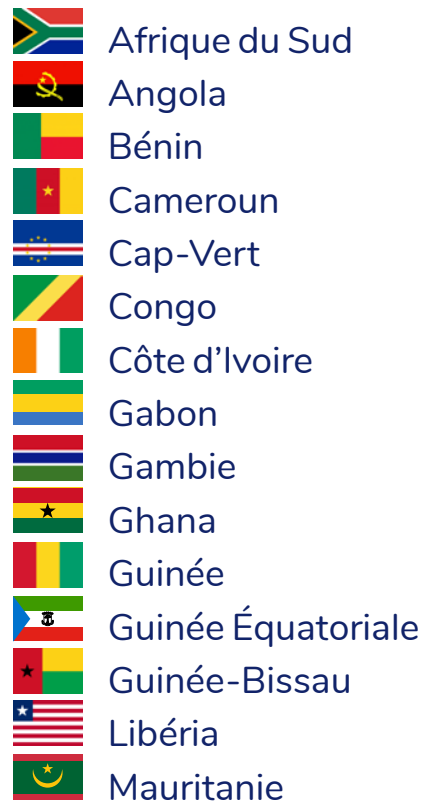 Afrique du Sud
Angola
Bénin
Cameroun
Cap-Vert
Congo
Côte d’Ivoire
Gabon
Gambie
Ghana
Guinée
Guinée Équatoriale
Guinée-Bissau
Libéria
Mauritanie